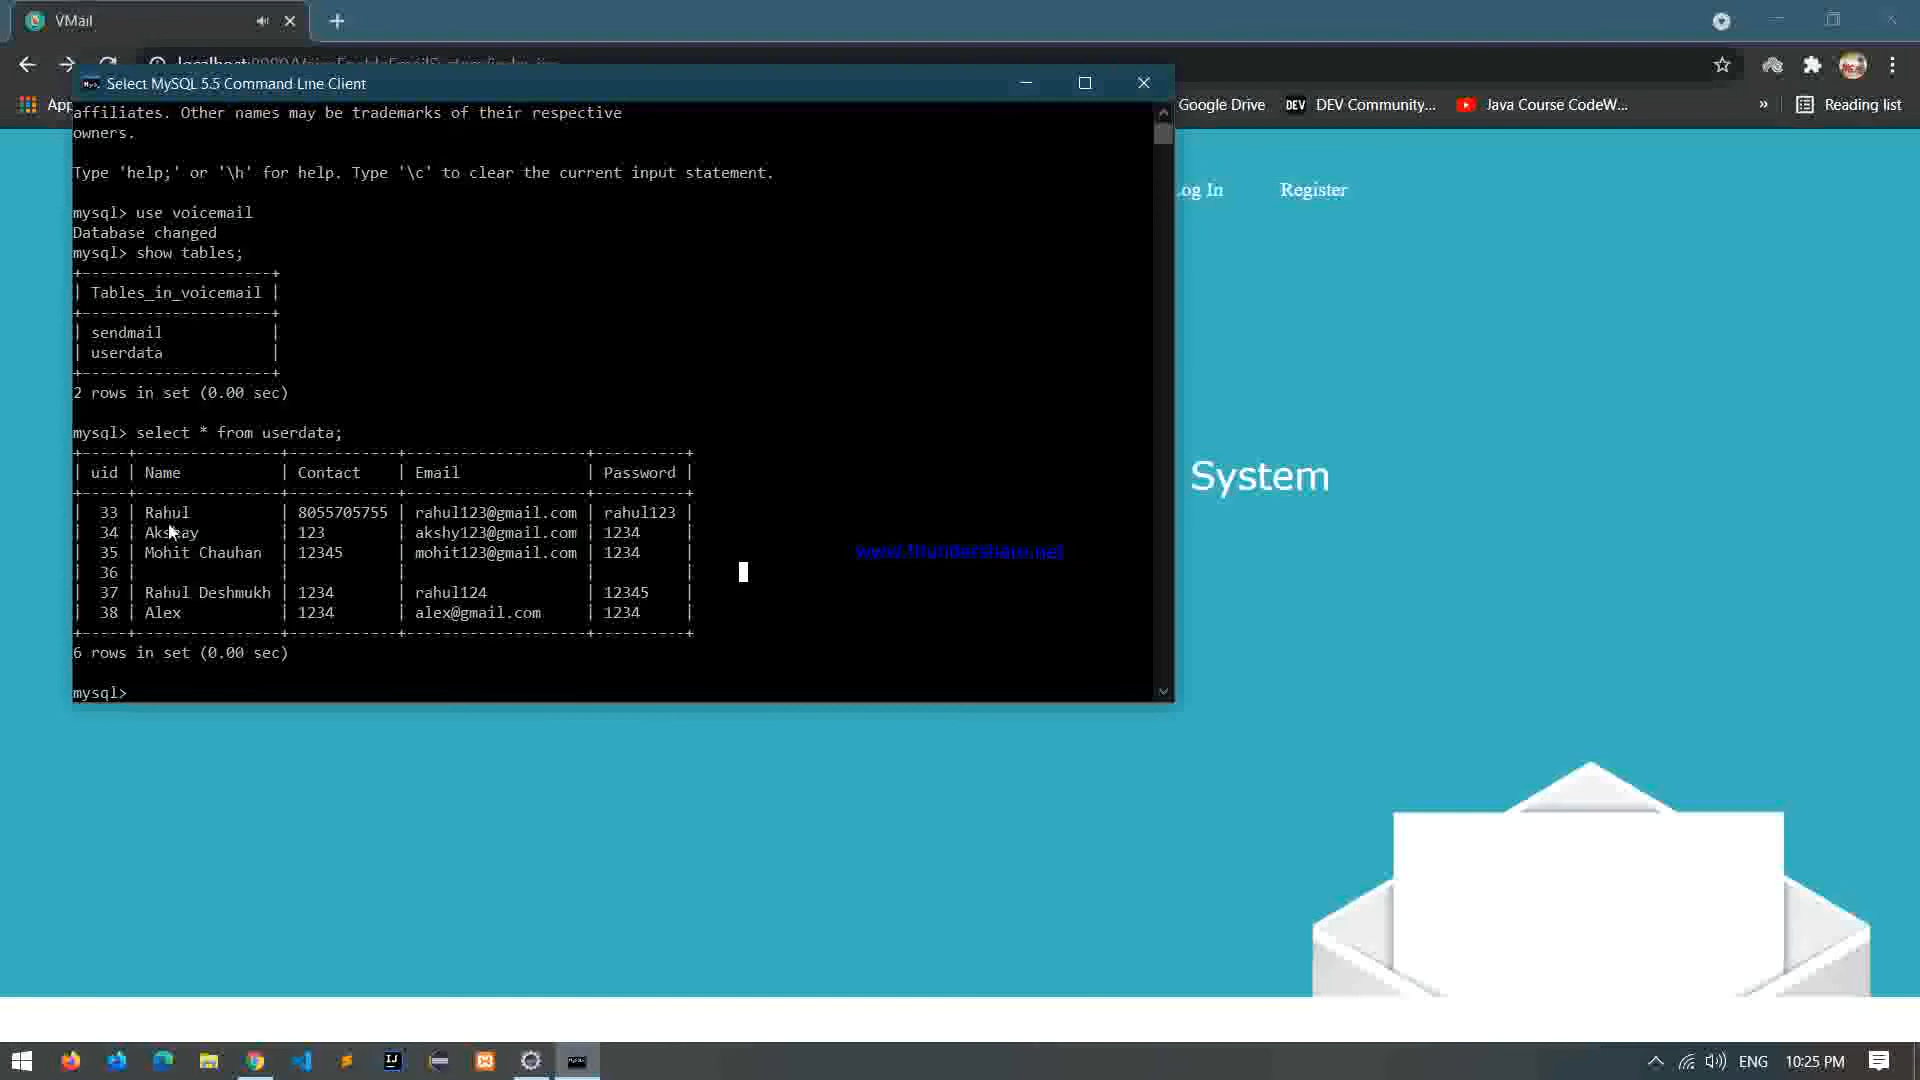 VMail
Select MySQL 5.5 Command Line Client
App
Google Drive
DEV
DEV Community...
Java Course CodeW...
»
Reading list
affiliates. Other names may be trademarks of their respective
owners.
Type 'help;' or '\h' for help. Type '\c' to clear the current input statement.
mysql> use voicemail
Database changed
mysql> show tables;
+---------------------+
| Tables_in_voicemail |
+---------------------+
| sendmail            |
| userdata            |
+---------------------+
2 rows in set (0.00 sec)
mysql> select * from userdata;
+-----+----------------+------------+--------------------+----------+
| uid | Name           | Contact    | Email              | Password |
+-----+----------------+------------+--------------------+----------+
|  33 | Rahul          | 8055705755 | rahul123@gmail.com | rahul123 |
|  34 | Akshay         | 123        | akshy123@gmail.com | 1234     |
|  35 | Mohit Chauhan  | 12345      | mohit123@gmail.com | 1234     |
|  36 |                |            |                    |          |
|  37 | Rahul Deshmukh | 1234       | rahul124           | 12345    |
|  38 | Alex           | 1234       | alex@gmail.com     | 1234     |
+-----+----------------+------------+--------------------+----------+
6 rows in set (0.00 sec)
mysql>
Log In
Register
System
www.thundershare.net
ENG
10:25 PM